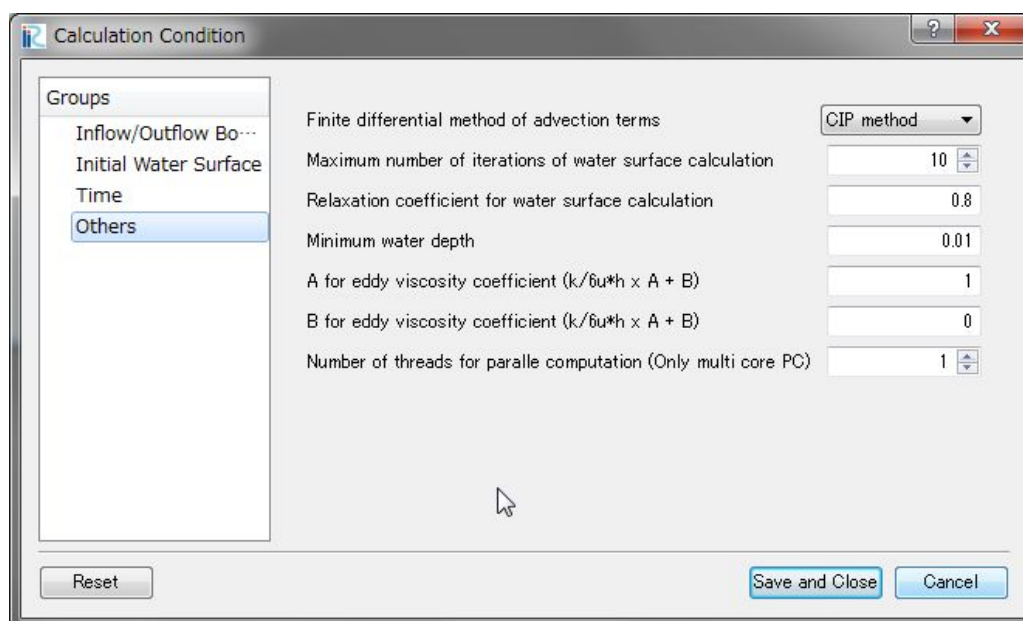 iRC Calculation Condition
Groups
Inflow/Outflow Bo…
Initial Water Surface
Time
Others
Finite differential method of advection terms CIP method
Maximum number of iterations of water surface calculation 10
Relaxation coefficient for water surface calculation 0.8
Minimum water depth 0.01
A for eddy viscosity coefficient (k/6u*h x A + B) 1
B for eddy viscosity coefficient (k/6u*h x A + B) 0
Number of threads for paralle computation (Only multi core PC) 1
Reset Save and Close Cancel